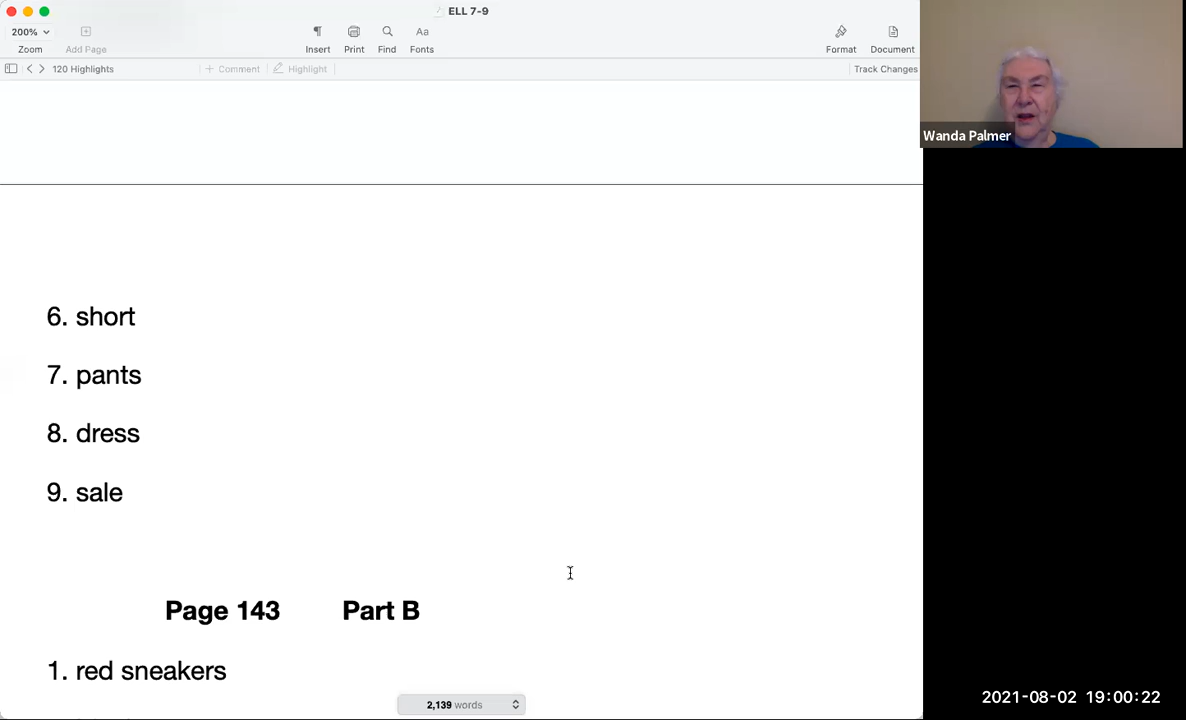 ELL 7-9
200%
Zoom
Add Page
Insert
Print
Aa
Find
Fonts
Format
Document
120 Highlights
+ Comment
Highlight
Track Changes
Wanda Palmer
6. short
7. pants
8. dress
9. sale
Page 143 Part B
1. red sneakers
2,139 words
2021-08-02 19:00:22